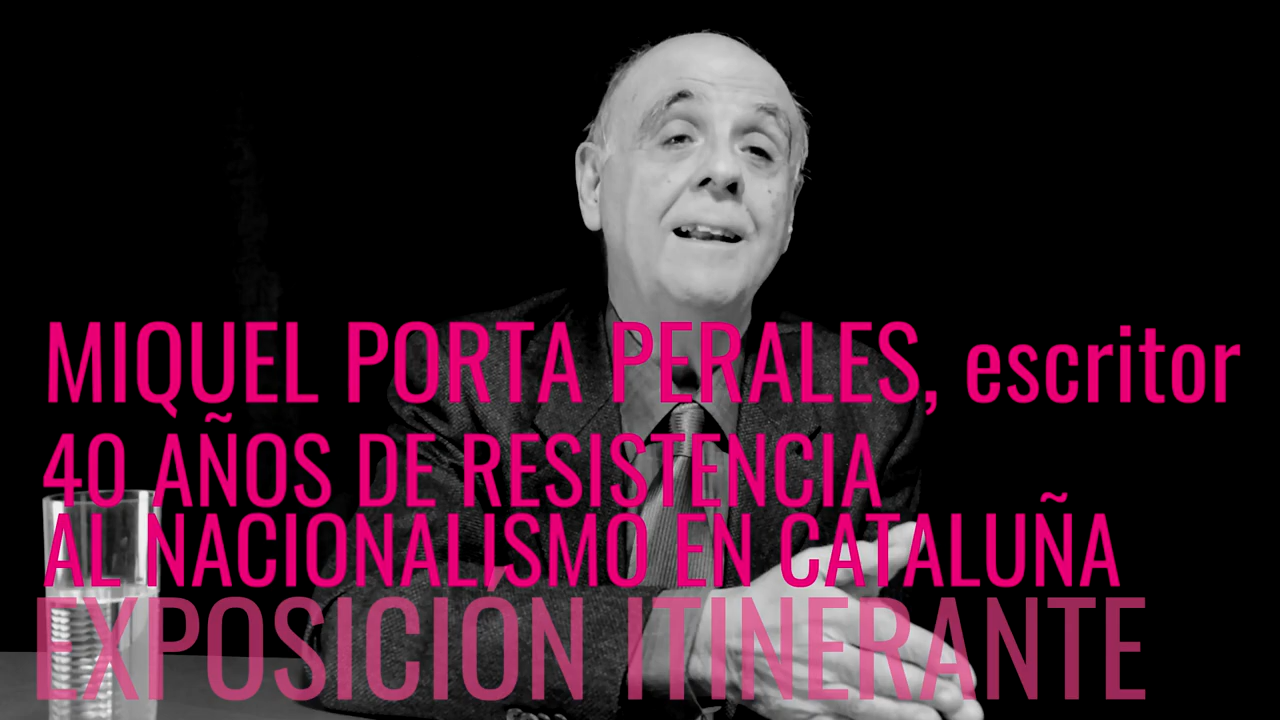 MIQUEL PORTA PERALES, escritor
40 AÑOS DE RESISTENCIA
AL NACIONALISMO EN CATALUÑA
EXPOSICIÓN ITINERANTE